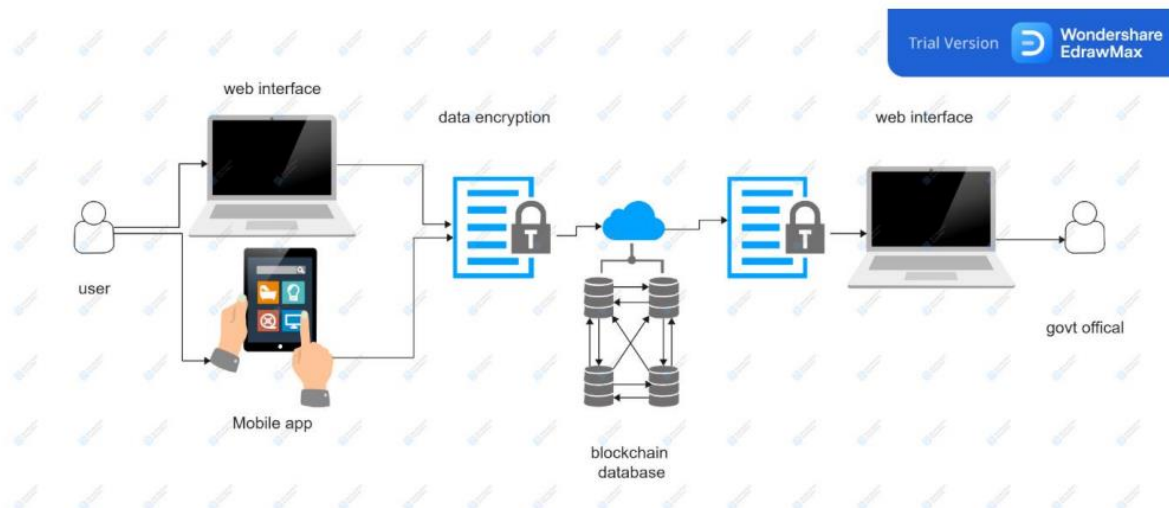 Trial Version
Wondershare
EdrawMax
web interface
data encryption
web interface
T
T
user
govt offical
Mobile app
blockchain
database